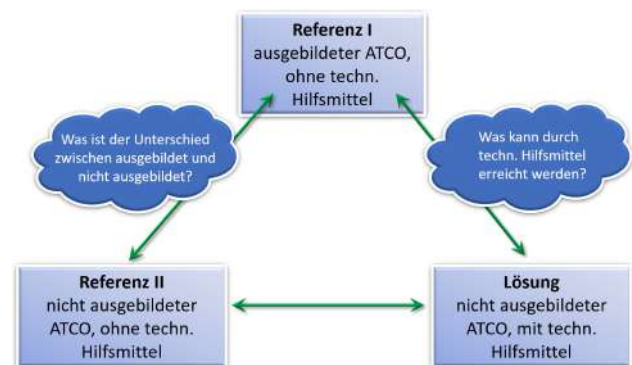 Referenz I
ausgebildeter ATCO,
ohne techn.
Hilfsmittel
Was ist der Unterschied
zwischen ausgebildet und
nicht ausgebildet?
Was kann durch
techn. Hilfsmittel
erreicht werden?
Referenz II
nicht ausgebildeter
ATCO, ohne techn.
Hilfsmittel
Lösung
nicht ausgebildeter
ATCO, mit techn.
Hilfsmittel